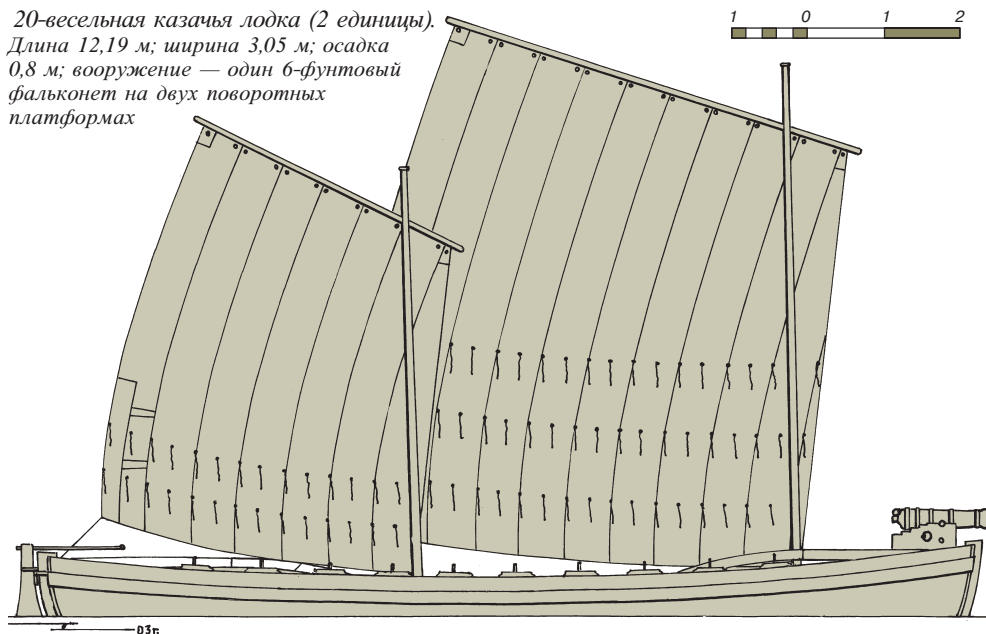 20-весельная казачья лодка (2 единицы).
Длина 12,19 м; ширина 3,05 м; осадка
0,8 м; вооружение — один 6-фунтовый
фальконет на двух поворотных
платформах
1 0 1 2